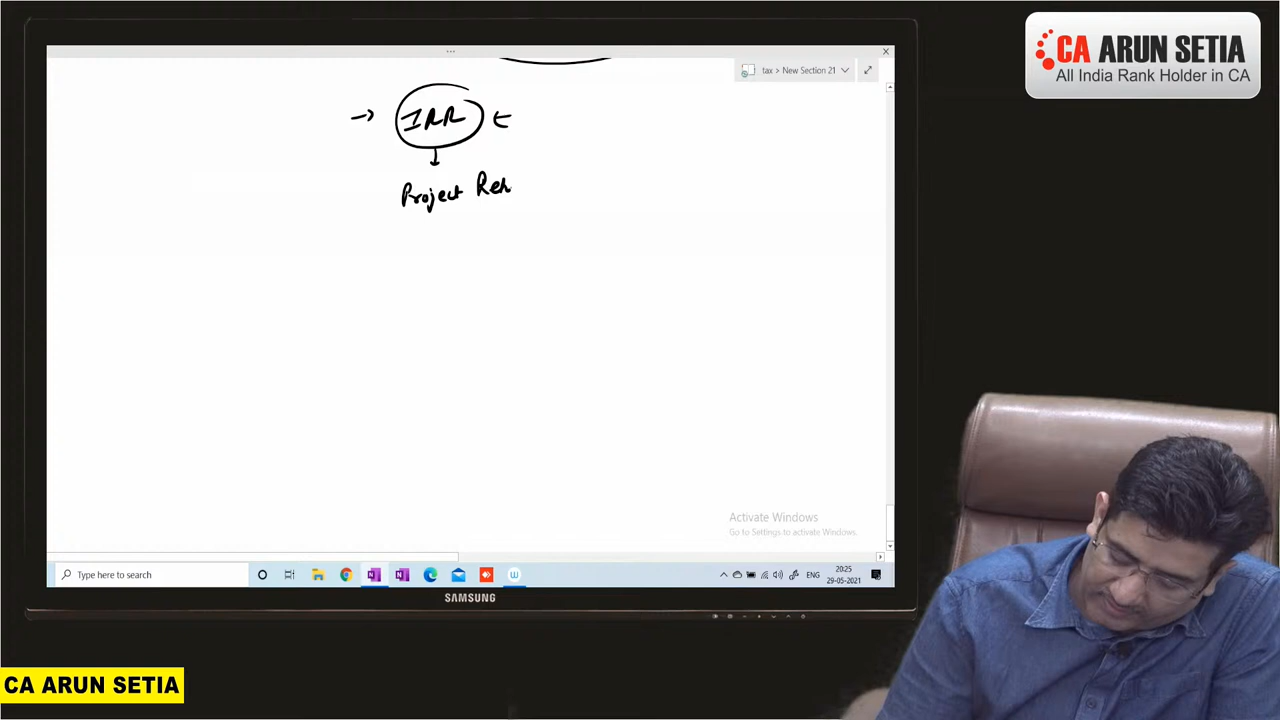 CA ARUN SETIA
All India Rank Holder in CA
tax > New Section 21
→ IRR ←
↓
Project Reh
Activate Windows
Go to Settings to activate Windows.
Type here to search
ENG
20:25
29-05-2021
SAMSUNG
CA ARUN SETIA